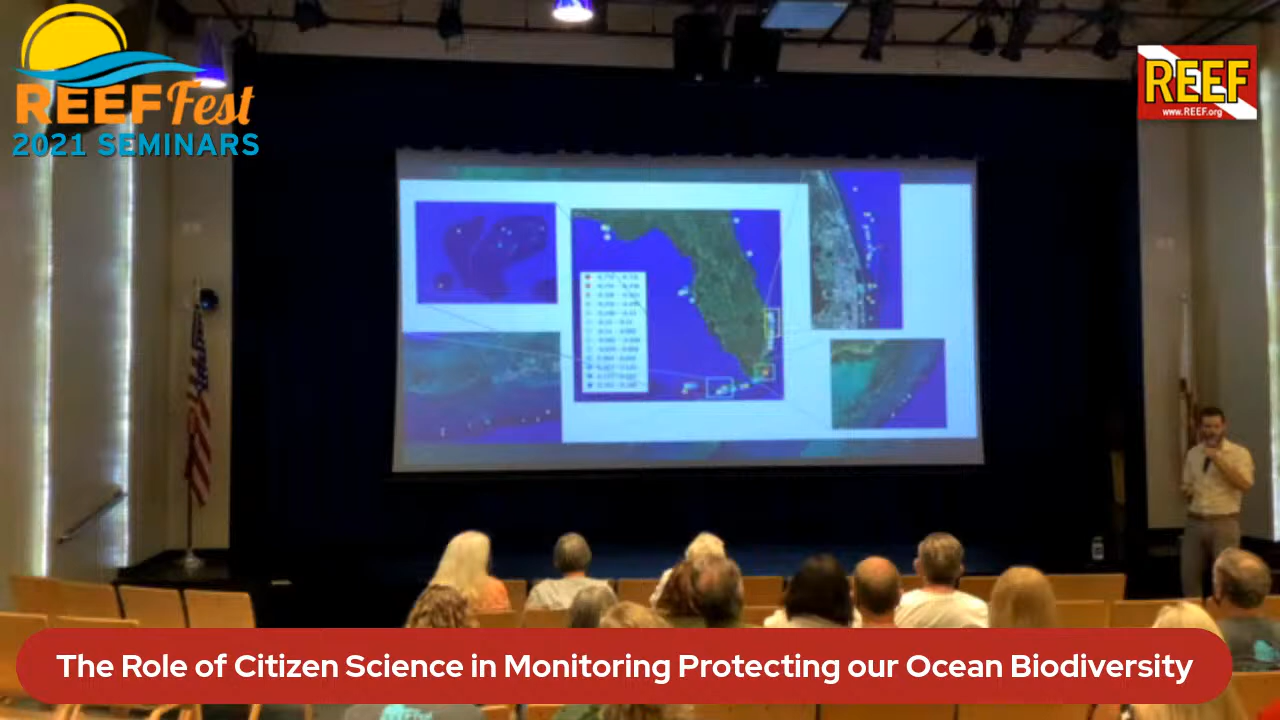 REEF Fest
2021 SEMINARS
REEF
www.REEF.org
The Role of Citizen Science in Monitoring Protecting our Ocean Biodiversity